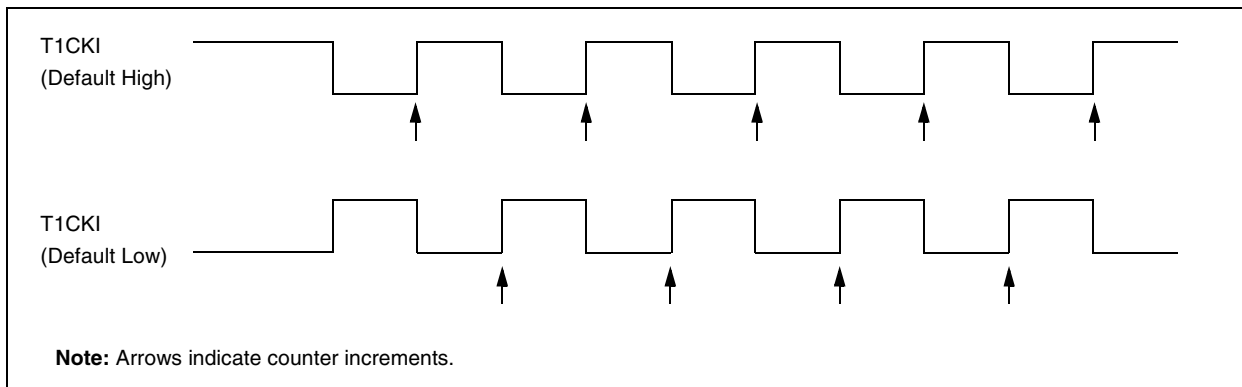 T1CKI
(Default High)
T1CKI
(Default Low)
Note: Arrows indicate counter increments.